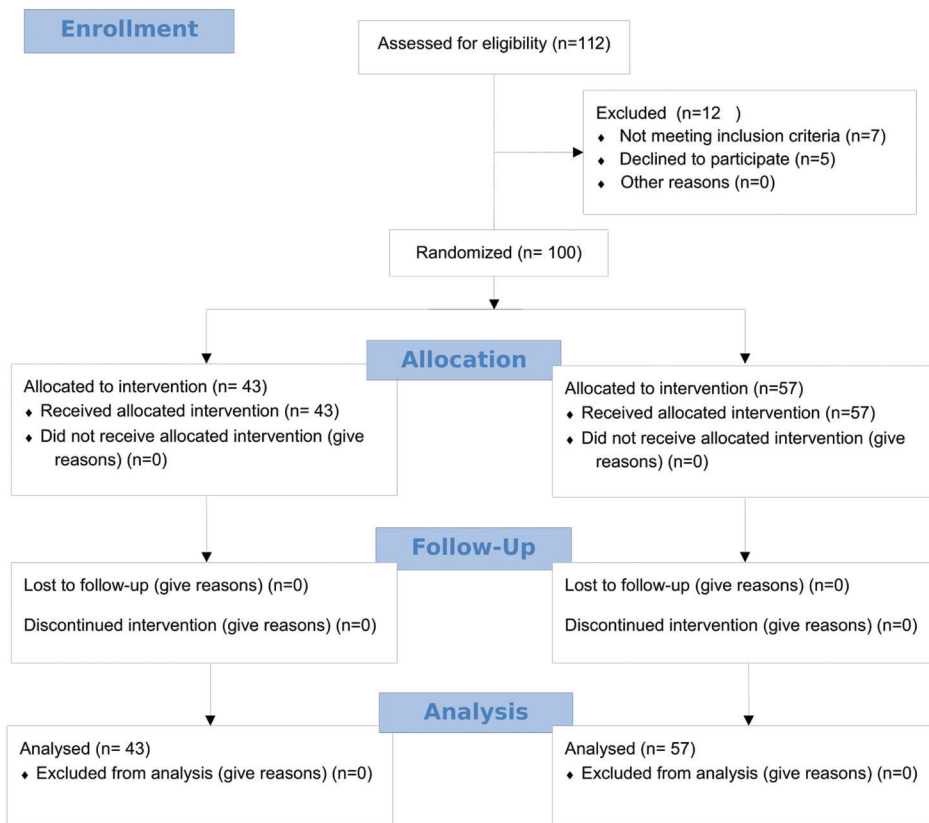 Enrollment
Assessed for eligibility (n=112)
Excluded (n=12 )
♦ Not meeting inclusion criteria (n=7)
♦ Declined to participate (n=5)
♦ Other reasons (n=0)
Randomized (n= 100)
Allocation
Allocated to intervention (n= 43)
♦ Received allocated intervention (n= 43)
♦ Did not receive allocated intervention (give
reasons) (n=0)
Allocated to intervention (n=57)
♦ Received allocated intervention (n=57)
♦ Did not receive allocated intervention (give
reasons) (n=0)
Follow-Up
Lost to follow-up (give reasons) (n=0)
Discontinued intervention (give reasons) (n=0)
Lost to follow-up (give reasons) (n=0)
Discontinued intervention (give reasons) (n=0)
Analysis
Analysed (n= 43)
♦ Excluded from analysis (give reasons) (n=0)
Analysed (n= 57)
♦ Excluded from analysis (give reasons) (n=0)